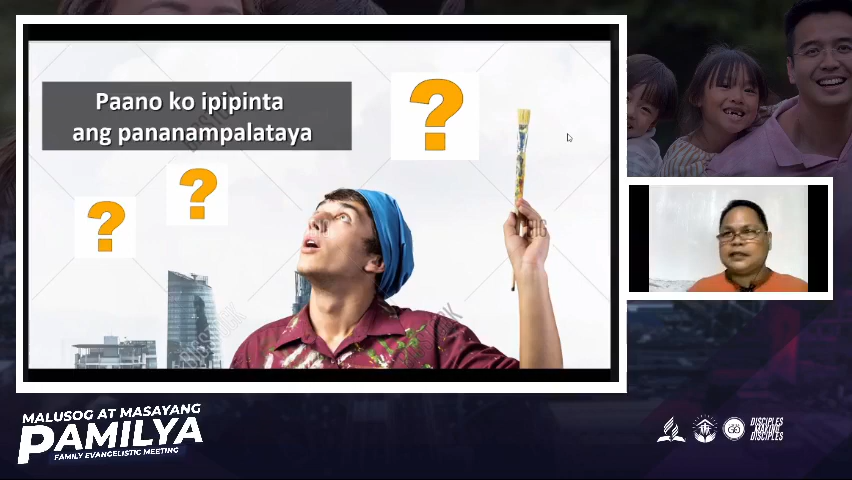 Paano ko ipipinta
ang pananampalataya
?
?
?
MALUSOG AT MASAYANG
PAMILYA
FAMILY EVANGELISTIC MEETING
DISCIPLES
MAKING
DISCIPLES